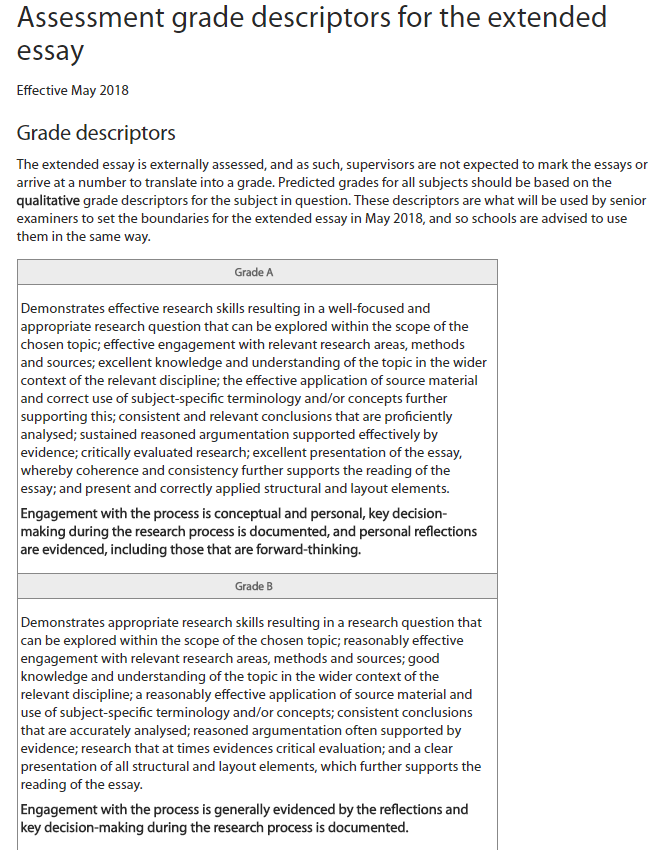 Assessment grade descriptors for the extended
essay
Effective May 2018
Grade descriptors
The extended essay is externally assessed, and as such, supervisors are not expected to mark the essays or
arrive at a number to translate into a grade. Predicted grades for all subjects should be based on the
qualitative grade descriptors for the subject in question. These descriptors are what will be used by senior
examiners to set the boundaries for the extended essay in May 2018, and so schools are advised to use
them in the same way.
Grade A
Demonstrates effective research skills resulting in a well-focused and
appropriate research question that can be explored within the scope of the
chosen topic; effective engagement with relevant research areas, methods
and sources; excellent knowledge and understanding of the topic in the wider
context of the relevant discipline; the effective application of source material
and correct use of subject-specific terminology and/or concepts further
supporting this; consistent and relevant conclusions that are proficiently
analysed; sustained reasoned argumentation supported effectively by
evidence; critically evaluated research; excellent presentation of the essay,
whereby coherence and consistency further supports the reading of the
essay; and present and correctly applied structural and layout elements.
Engagement with the process is conceptual and personal, key decision-
making during the research process is documented, and personal reflections
are evidenced, including those that are forward-thinking.
Grade B
Demonstrates appropriate research skills resulting in a research question that
can be explored within the scope of the chosen topic; reasonably effective
engagement with relevant research areas, methods and sources; good
knowledge and understanding of the topic in the wider context of the
relevant discipline; a reasonably effective application of source material and
use of subject-specific terminology and/or concepts; consistent conclusions
that are accurately analysed; reasoned argumentation often supported by
evidence; research that at times evidences critical evaluation; and a clear
presentation of all structural and layout elements, which further supports the
reading of the essay.
Engagement with the process is generally evidenced by the reflections and
key decision-making during the research process is documented.